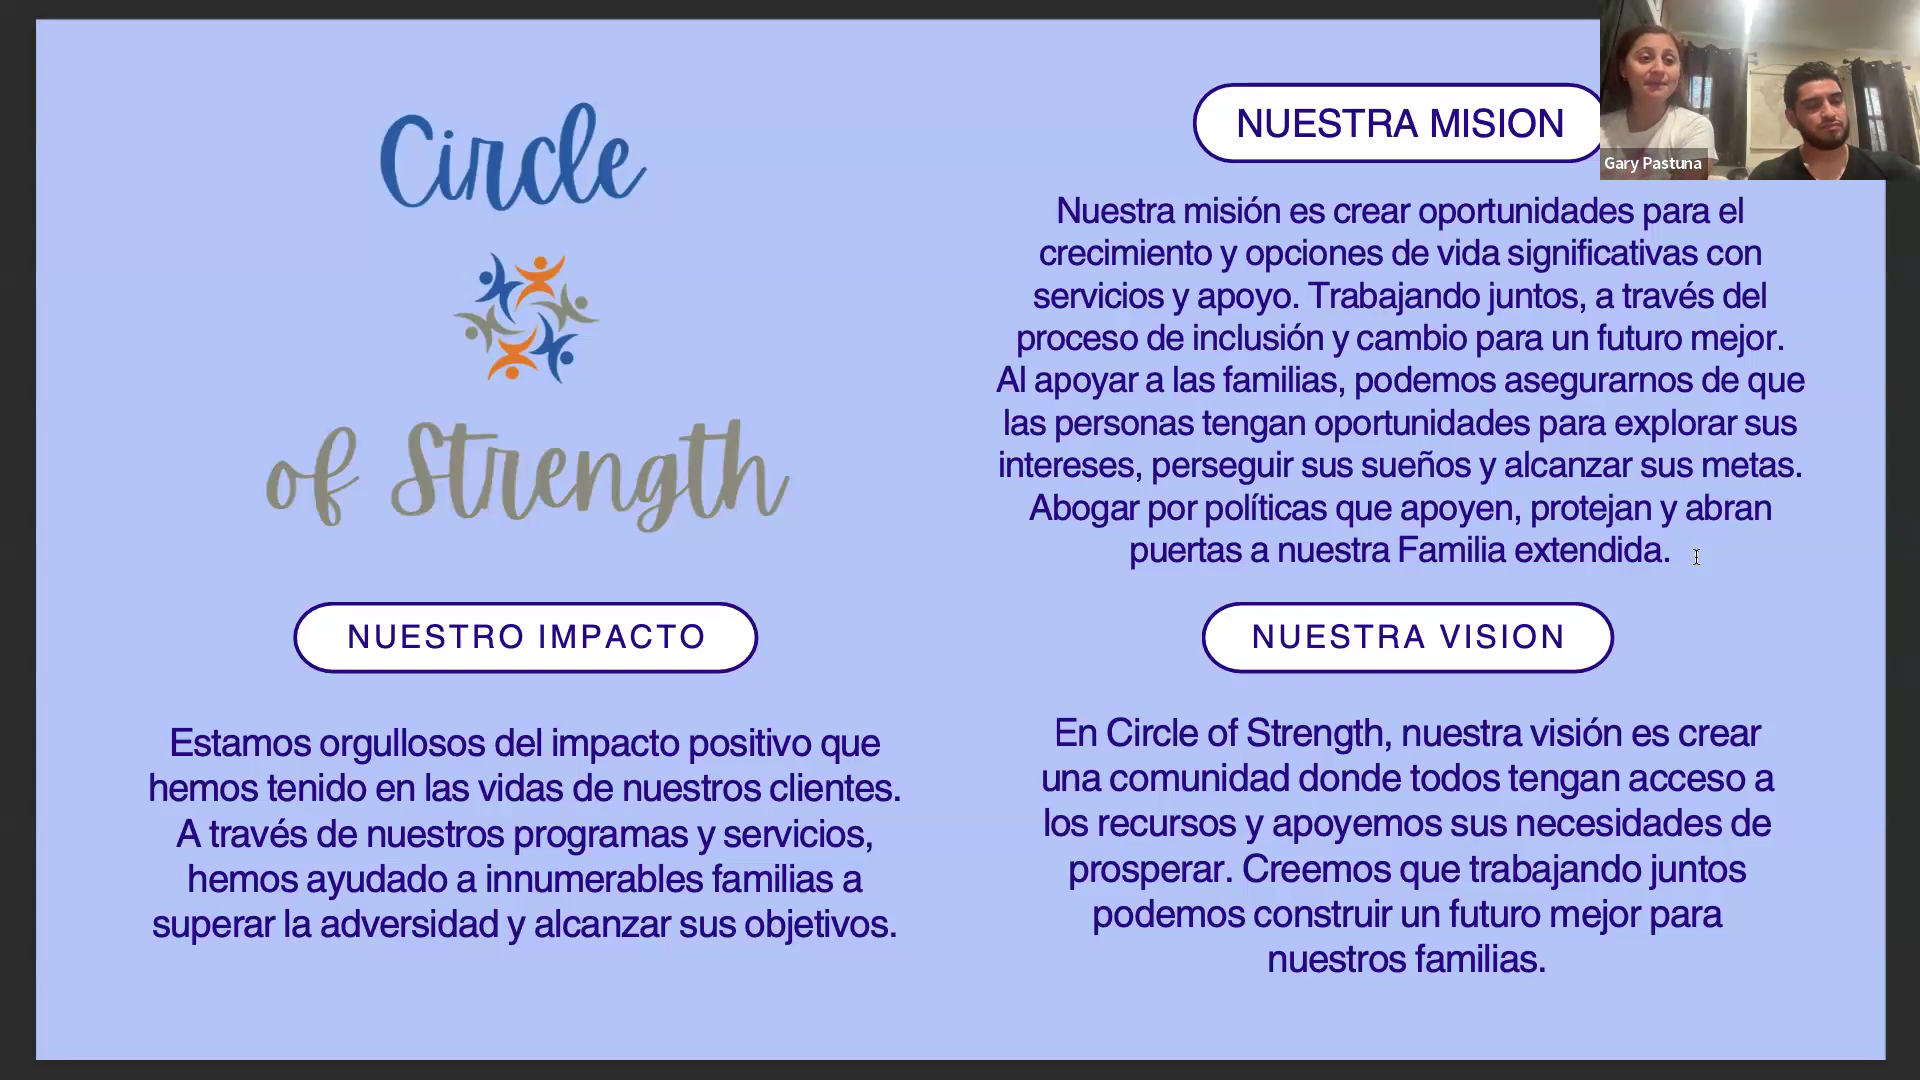 Circle
of Strength
NUESTRA MISION
Gary Pastuna
Nuestra misión es crear oportunidades para el
crecimiento y opciones de vida significativas con
servicios y apoyo. Trabajando juntos, a través del
proceso de inclusión y cambio para un futuro mejor.
Al apoyar a las familias, podemos asegurarnos de que
las personas tengan oportunidades para explorar sus
intereses, perseguir sus sueños y alcanzar sus metas.
Abogar por políticas que apoyen, protejan y abran
puertas a nuestra Familia extendida.
NUESTRO IMPACTO
Estamos orgullosos del impacto positivo que
hemos tenido en las vidas de nuestros clientes.
A través de nuestros programas y servicios,
hemos ayudado a innumerables familias a
superar la adversidad y alcanzar sus objetivos.
NUESTRA VISION
En Circle of Strength, nuestra visión es crear
una comunidad donde todos tengan acceso a
los recursos y apoyemos sus necesidades de
prosperar. Creemos que trabajando juntos
podemos construir un futuro mejor para
nuestros familias.